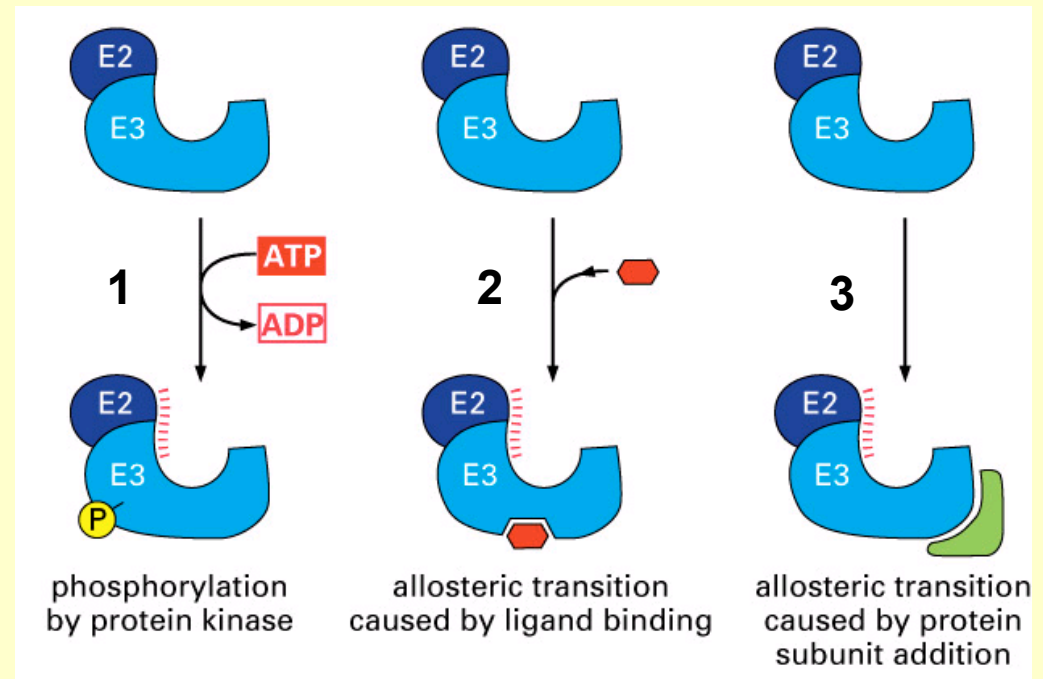 E2
E3
E2
E3
E2
E3
1
ATP
ADP
2
3
E2
E3
P
E2
E3
E2
E3
phosphorylation
by protein kinase
allosteric transition
caused by ligand binding
allosteric transition
caused by protein
subunit addition